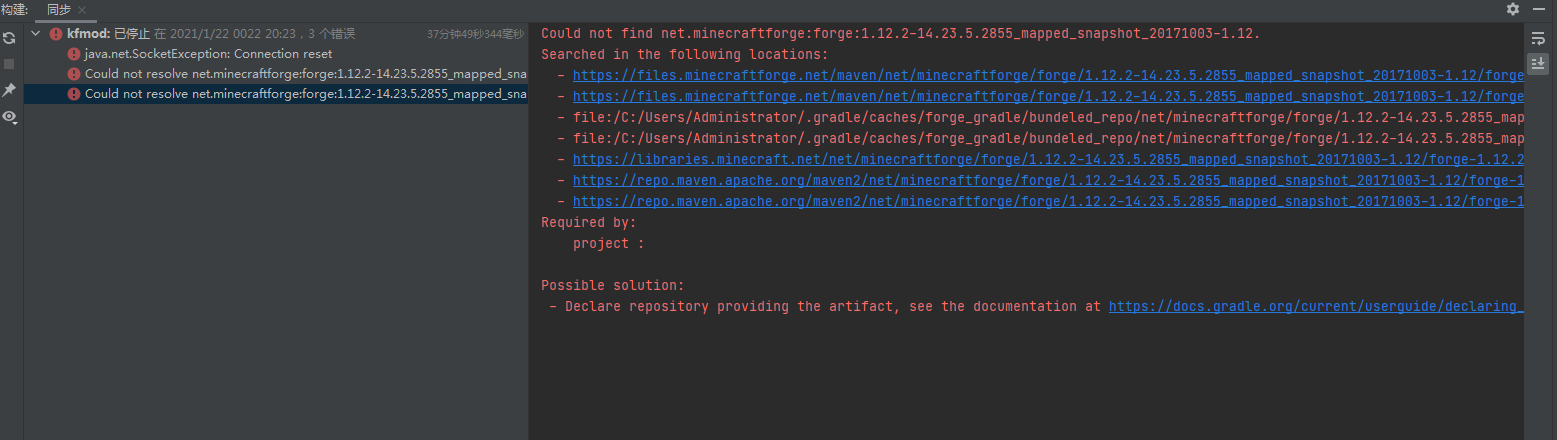 构建: 同步
kfmod: 已停止 在 2021/1/22 0022 20:23，3 个错误 37分钟49秒344毫秒
java.net.SocketException: Connection reset
Could not resolve net.minecraftforge:forge:1.12.2-14.23.5.2855_mapped_sna
Could not resolve net.minecraftforge:forge:1.12.2-14.23.5.2855_mapped_sna
Could not find net.minecraftforge:forge:1.12.2-14.23.5.2855_mapped_snapshot_20171003-1.12.
Searched in the following locations:
- https://files.minecraftforge.net/maven/net/minecraftforge/forge/1.12.2-14.23.5.2855_mapped_snapshot_20171003-1.12/forge
- https://files.minecraftforge.net/maven/net/minecraftforge/forge/1.12.2-14.23.5.2855_mapped_snapshot_20171003-1.12/forge
- file:/C:/Users/Administrator/.gradle/caches/forge_gradle/bundeled_repo/net/minecraftforge/forge/1.12.2-14.23.5.2855_map
- file:/C:/Users/Administrator/.gradle/caches/forge_gradle/bundeled_repo/net/minecraftforge/forge/1.12.2-14.23.5.2855_map
- https://libraries.minecraft.net/net/minecraftforge/forge/1.12.2-14.23.5.2855_mapped_snapshot_20171003-1.12/forge-1.12.2
- https://repo.maven.apache.org/maven2/net/minecraftforge/forge/1.12.2-14.23.5.2855_mapped_snapshot_20171003-1.12/forge-1
- https://repo.maven.apache.org/maven2/net/minecraftforge/forge/1.12.2-14.23.5.2855_mapped_snapshot_20171003-1.12/forge-1
Required by:
project :
Possible solution:
- Declare repository providing the artifact, see the documentation at https://docs.gradle.org/current/userguide/declaring_